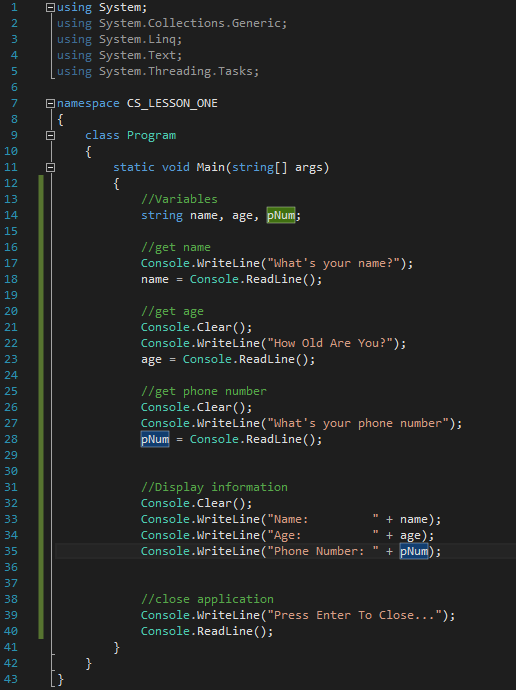 1 using System;
2 using System.Collections.Generic;
3 using System.Linq;
4 using System.Text;
5 using System.Threading.Tasks;
6
7 namespace CS_LESSON_ONE
8 {
9     class Program
10     {
11         static void Main(string[] args)
12         {
13             //Variables
14             string name, age, pNum;
15
16             //get name
17             Console.WriteLine("What's your name?");
18             name = Console.ReadLine();
19
20             //get age
21             Console.Clear();
22             Console.WriteLine("How Old Are You?");
23             age = Console.ReadLine();
24
25             //get phone number
26             Console.Clear();
27             Console.WriteLine("What's your phone number");
28             pNum = Console.ReadLine();
29
30
31             //Display information
32             Console.Clear();
33             Console.WriteLine("Name:         " + name);
34             Console.WriteLine("Age:          " + age);
35             Console.WriteLine("Phone Number: " + pNum);
36
37
38             //close application
39             Console.WriteLine("Press Enter To Close...");
40             Console.ReadLine();
41         }
42     }
43 }